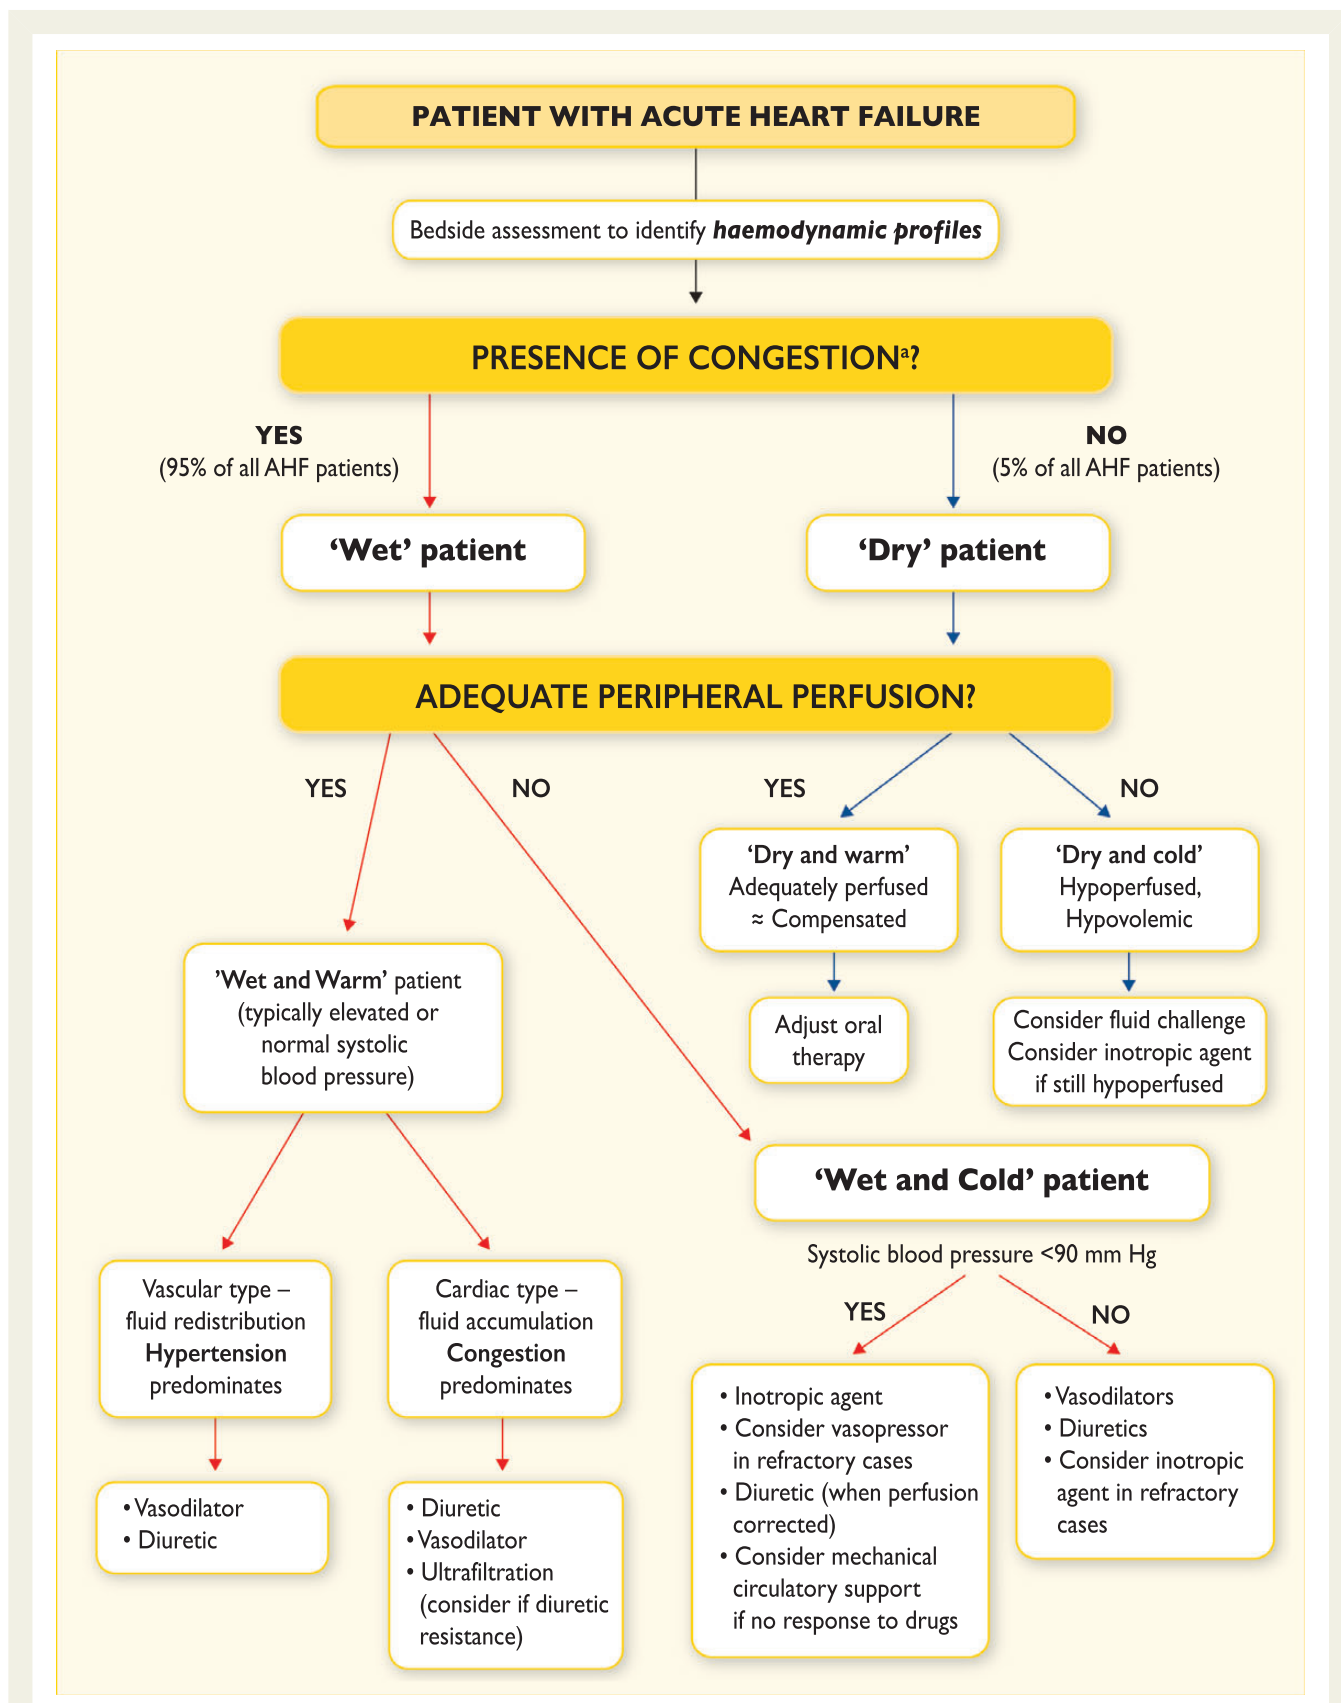 PATIENT WITH ACUTE HEART FAILURE
Bedside assessment to identify haemodynamic profiles
PRESENCE OF CONGESTIONᵃ?
YES
(95% of all AHF patients)
NO
(5% of all AHF patients)
‘Wet’ patient
‘Dry’ patient
ADEQUATE PERIPHERAL PERFUSION?
YES
NO
YES
NO
‘Dry and warm’
Adequately perfused
≈ Compensated
‘Dry and cold’
Hypoperfused,
Hypovolemic
’Wet and Warm’ patient
(typically elevated or
normal systolic
blood pressure)
Adjust oral
therapy
Consider fluid challenge
Consider inotropic agent
if still hypoperfused
‘Wet and Cold’ patient
Systolic blood pressure <90 mm Hg
YES
NO
Vascular type –
fluid redistribution
Hypertension
predominates
Cardiac type –
fluid accumulation
Congestion
predominates
• Vasodilator
• Diuretic
• Diuretic
• Vasodilator
• Ultrafiltration
(consider if diuretic
resistance)
• Inotropic agent
• Consider vasopressor
in refractory cases
• Diuretic (when perfusion
corrected)
• Consider mechanical
circulatory support
if no response to drugs
• Vasodilators
• Diuretics
• Consider inotropic
agent in refractory
cases